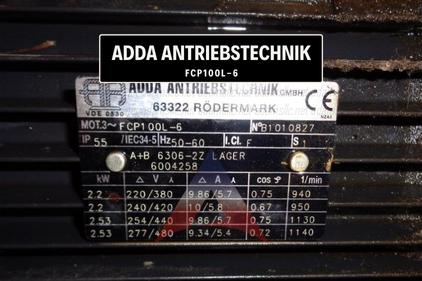 ADDA ANTRIEBSTECHNIK
FCP100L-6
ADDA ANTRIEBSTECHNIK GMBH
63322 RÖDERMARK
VDE 0530
CE
MOT.3~ FCP100L-6 N°B1010827
IP 55 /IEC34-5 Hz 50-60 I.Cl. F S 1
A+B 6306-2Z LAGER
6004258
kW △ V ⅄ △ A ⅄ cos φ 1/min
2.2 220/380 9.86/5.7 0.75 940
2.2 240/420 10/5.8 0.67 950
2.53 254/440 9.86/5.7 0.75 1130
2.53 277/480 9.34/5.4 0.72 1140